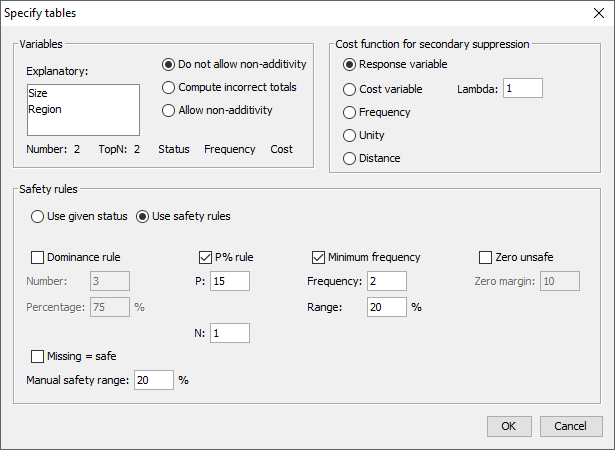 Specify tables
Variables
Explanatory:
Size
Region
Do not allow non-additivity
Compute incorrect totals
Allow non-additivity
Number: 2 TopN: 2 Status Frequency Cost
Cost function for secondary suppression
Response variable
Cost variable Lambda: 1
Frequency
Unity
Distance
Safety rules
Use given status Use safety rules
Dominance rule P% rule Minimum frequency Zero unsafe
Number: 3 P: 15 Frequency: 2 Zero margin: 10
Percentage: 75 % Range: 20 %
N: 1
Missing = safe
Manual safety range: 20 %
OK Cancel